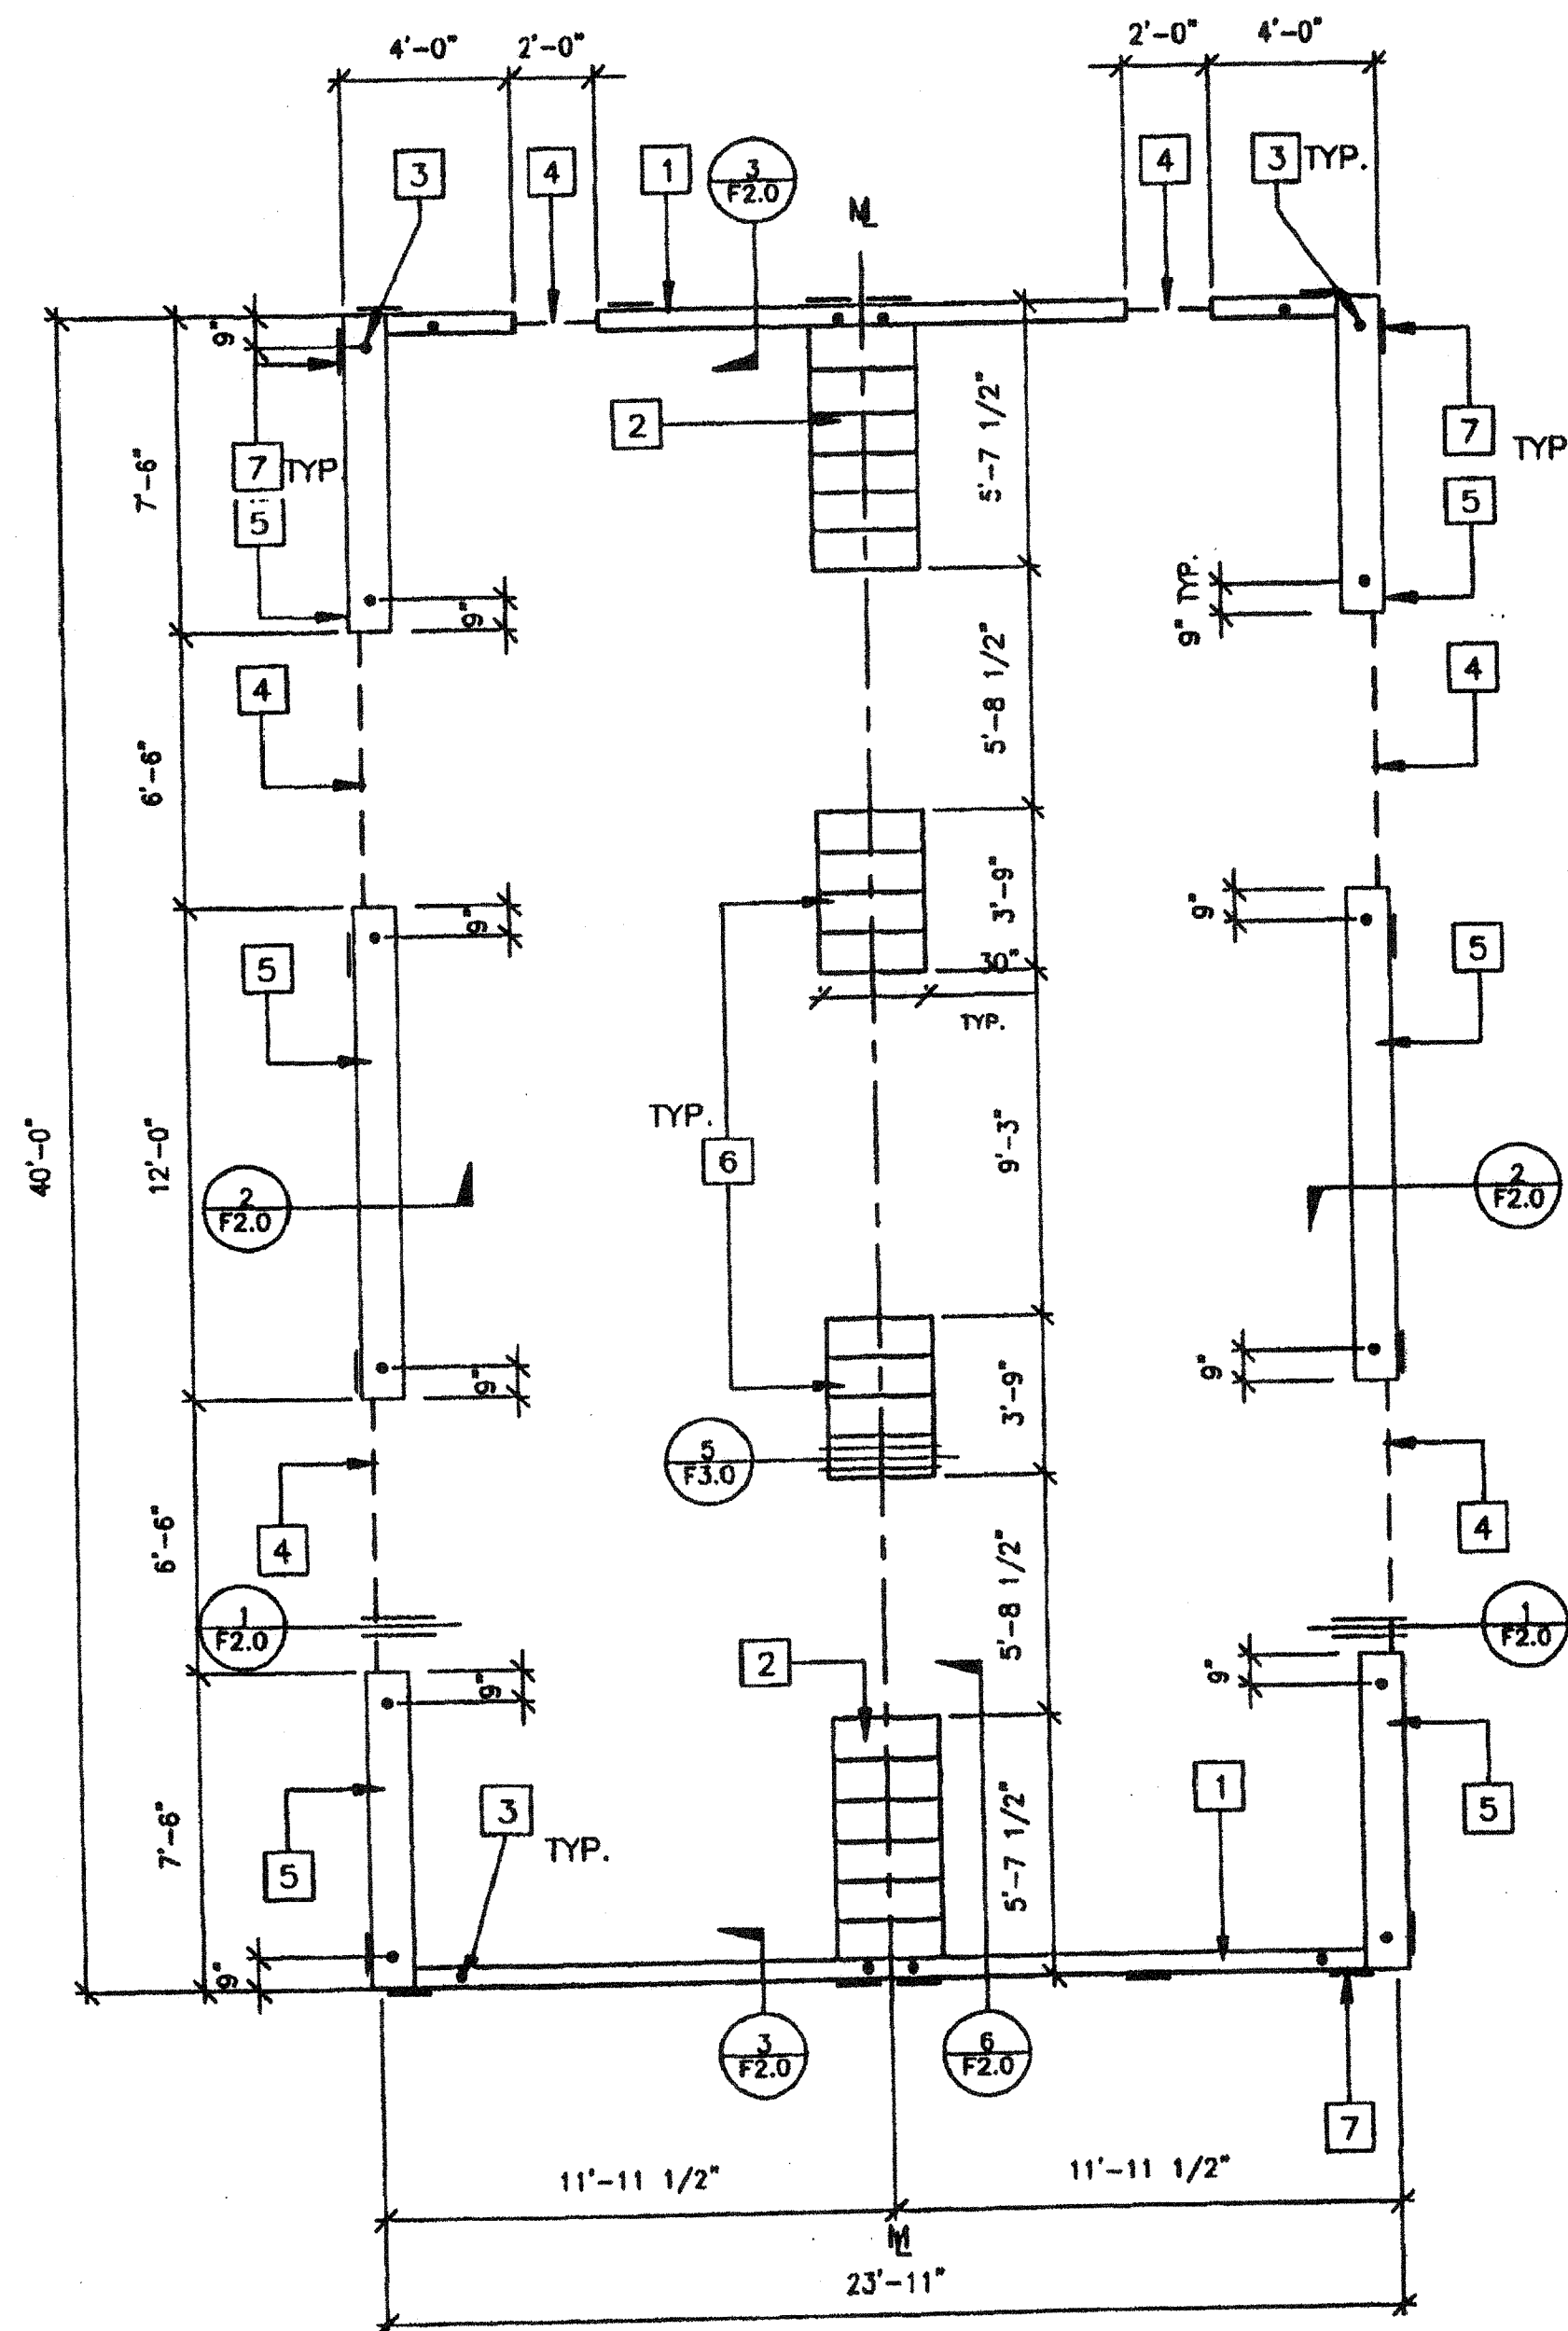 4'-0" 2'-0" 2'-0" 4'-0"
3 4 1 3
F2.0 4 3 TYP.
ML
9"
2
5'-7 1/2"
7 TYP
7 TYP
7'-6"
5
5
9"
9" TYP.
4
4
5'-8 1/2"
6'-6"
9"
9"
3'-9"
5
5
30"
TYP.
TYP.
6
9'-3"
40'-0"
12'-0"
2
F2.0
2
F2.0
9"
9"
3'-9"
5
F3.0
4
4
6'-6"
5'-8 1/2"
1
F2.0
1
F2.0
9"
9"
2
1
5
7'-6"
3 TYP.
5'-7 1/2"
5
9"
3
F2.0
6
F2.0
7
11'-11 1/2" 11'-11 1/2"
ML
23'-11"